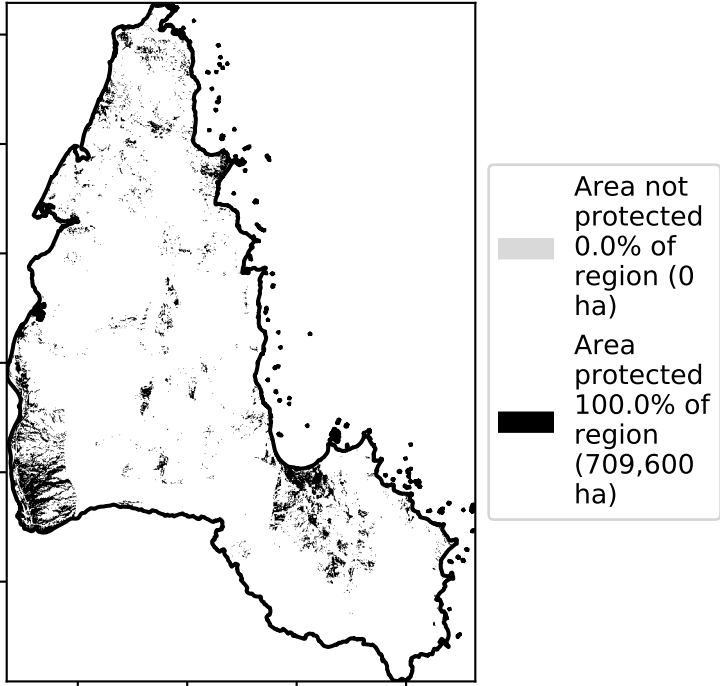 Area not
protected
0.0% of
region (0
ha)
Area
protected
100.0% of
region
(709,600
ha)